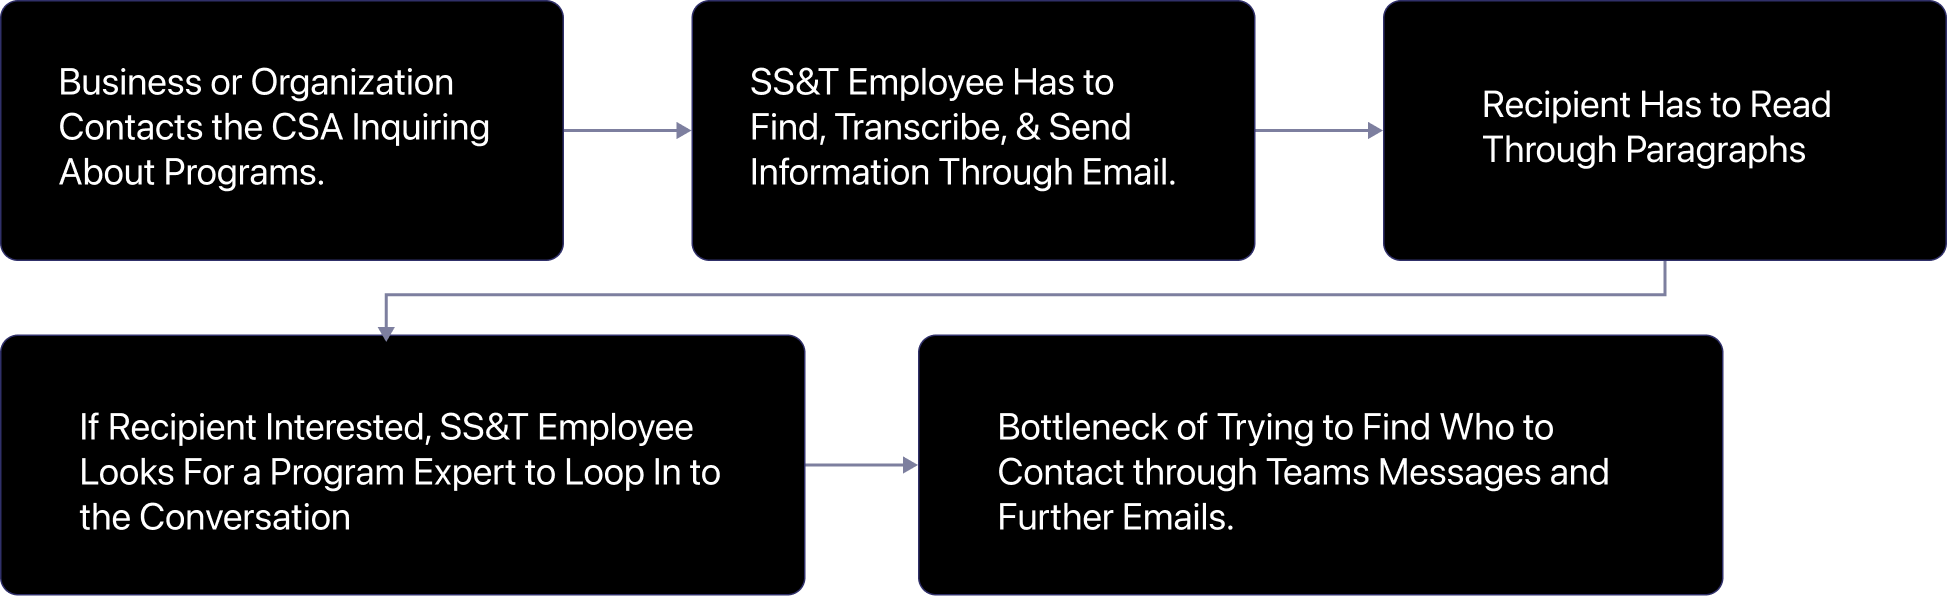 Business or Organization
Contacts the CSA Inquiring
About Programs.
SS&T Employee Has to
Find, Transcribe, & Send
Information Through Email.
Recipient Has to Read
Through Paragraphs
If Recipient Interested, SS&T Employee
Looks For a Program Expert to Loop In to
the Conversation
Bottleneck of Trying to Find Who to
Contact through Teams Messages and
Further Emails.